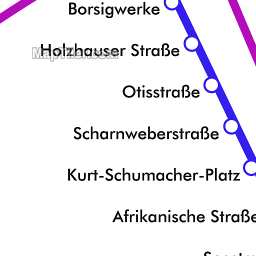 Borsigwerke
Holzhauser Straße
Otisstraße
Scharnweberstraße
Kurt-Schumacher-Platz
Afrikanische Straße